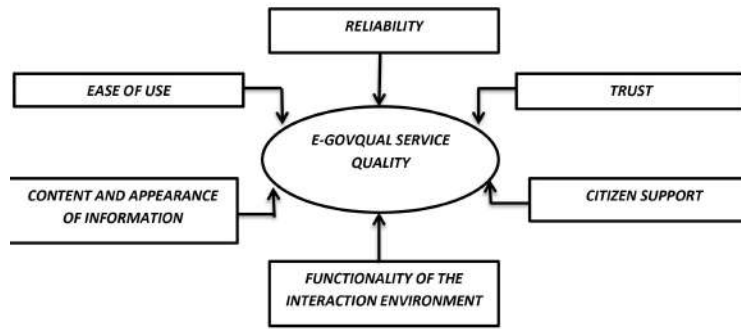 RELIABILITY
EASE OF USE
TRUST
E-GOVQUAL SERVICE
QUALITY
CONTENT AND APPEARANCE
OF INFORMATION
CITIZEN SUPPORT
FUNCTIONALITY OF THE
INTERACTION ENVIRONMENT